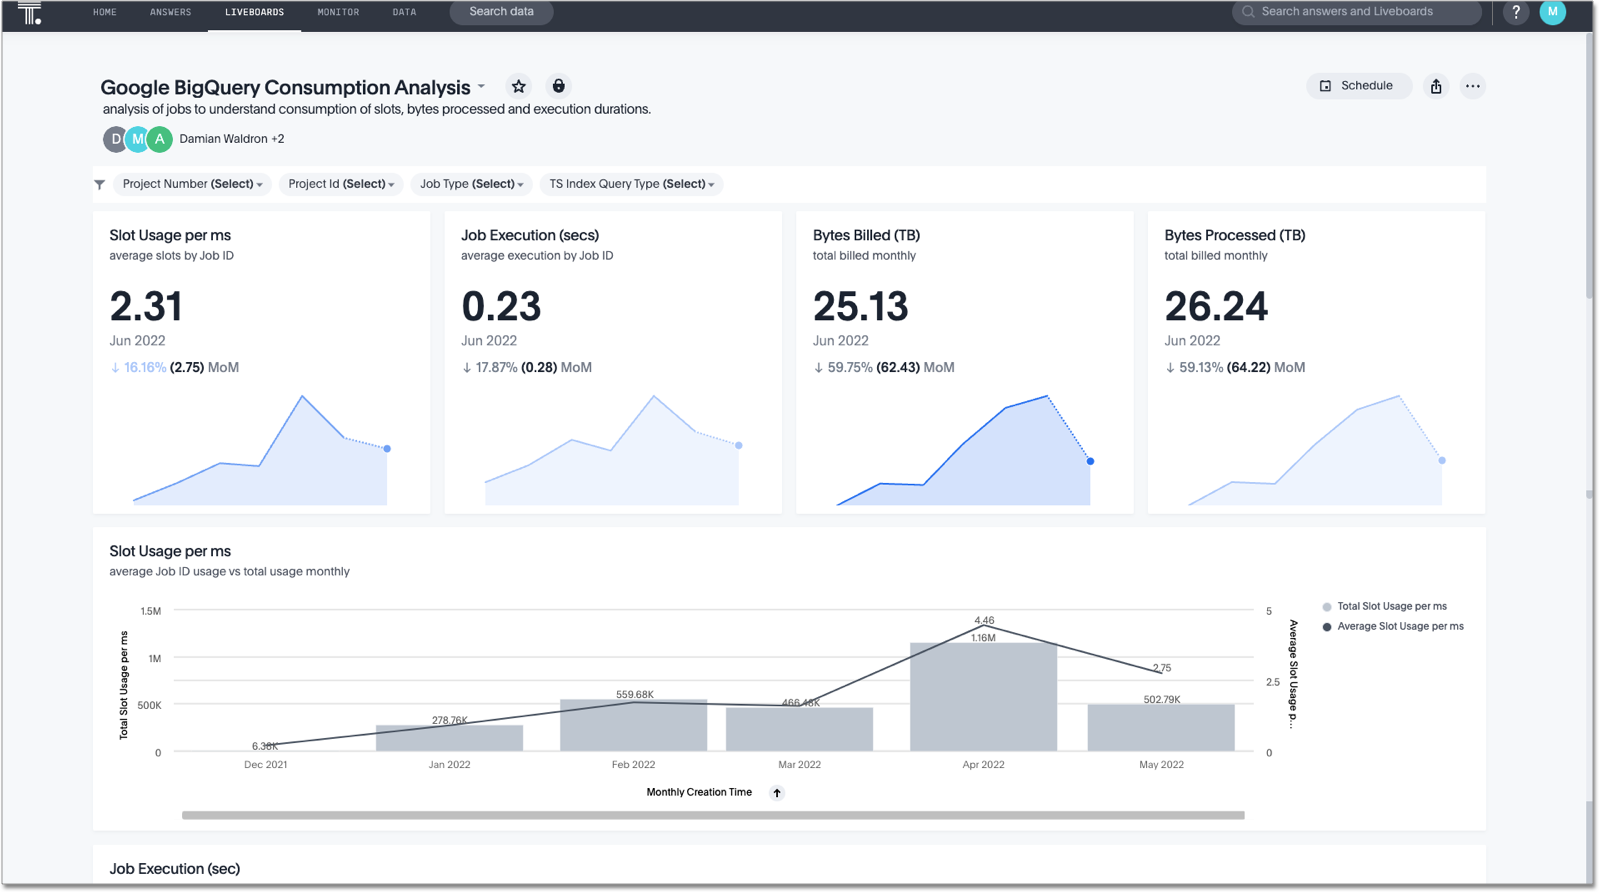 HOME ANSWERS LIVEBOARDS MONITOR DATA Search data Search answers and Liveboards ? M
Google BigQuery Consumption Analysis Schedule
analysis of jobs to understand consumption of slots, bytes processed and execution durations.
D M A Damian Waldron +2
Project Number (Select) Project Id (Select) Job Type (Select) TS Index Query Type (Select)
Slot Usage per ms
average slots by Job ID
2.31
Jun 2022
↓ 16.16% (2.75) MoM
Job Execution (secs)
average execution by Job ID
0.23
Jun 2022
↓ 17.87% (0.28) MoM
Bytes Billed (TB)
total billed monthly
25.13
Jun 2022
↓ 59.75% (62.43) MoM
Bytes Processed (TB)
total billed monthly
26.24
Jun 2022
↓ 59.13% (64.22) MoM
Slot Usage per ms
average Job ID usage vs total usage monthly
Total Slot Usage per ms
1.5M
1M
500K
0
6.38K
278.76K
559.68K
466.48K
4.46
1.16M
2.75
502.79K
5
2.5
0
Average Slot Usage p...
Total Slot Usage per ms
Average Slot Usage per ms
Dec 2021 Jan 2022 Feb 2022 Mar 2022 Apr 2022 May 2022
Monthly Creation Time
Job Execution (sec)